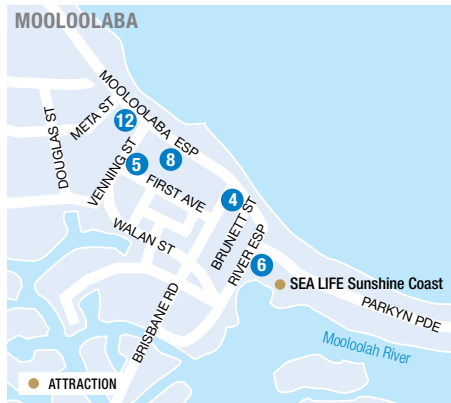 MOOLOOLABA
MOOLOOLABA ESP
META ST
DOUGLAS ST
12
VENNING ST
8
5
FIRST AVE
4
WALAN ST
BRUNETT ST
RIVER ESP
6
SEA LIFE Sunshine Coast
BRISBANE RD
PARKYN PDE
Mooloolah River
ATTRACTION